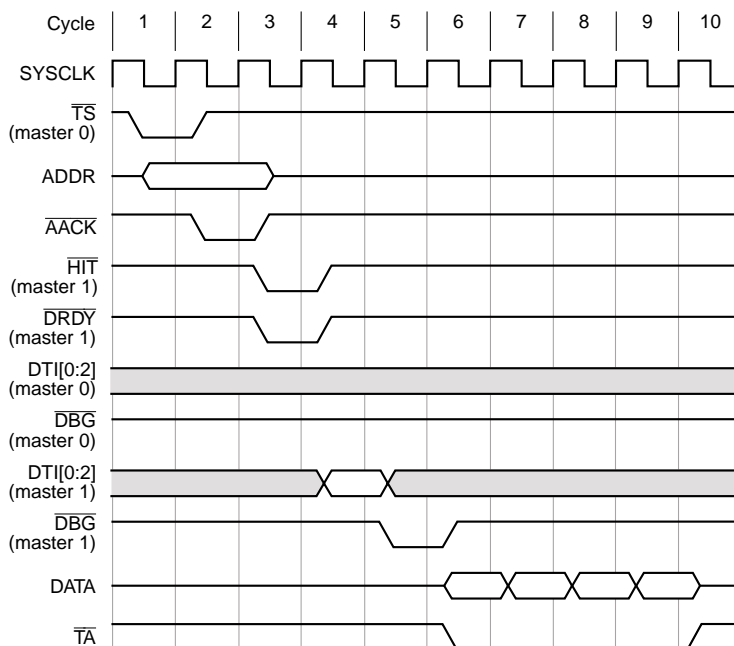 Cycle 1 2 3 4 5 6 7 8 9 10
SYSCLK
TS
(master 0)
ADDR
AACK
HIT
(master 1)
DRDY
(master 1)
DTI[0:2]
(master 0)
DBG
(master 0)
DTI[0:2]
(master 1)
DBG
(master 1)
DATA
TA